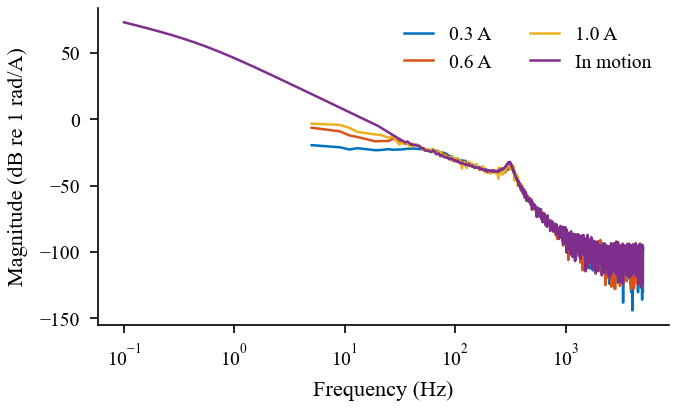 0.3 A
1.0 A
0.6 A
In motion
Magnitude (dB re 1 rad/A)
50
0
−50
−100
−150
10⁻¹
10⁰
10¹
10²
10³
Frequency (Hz)